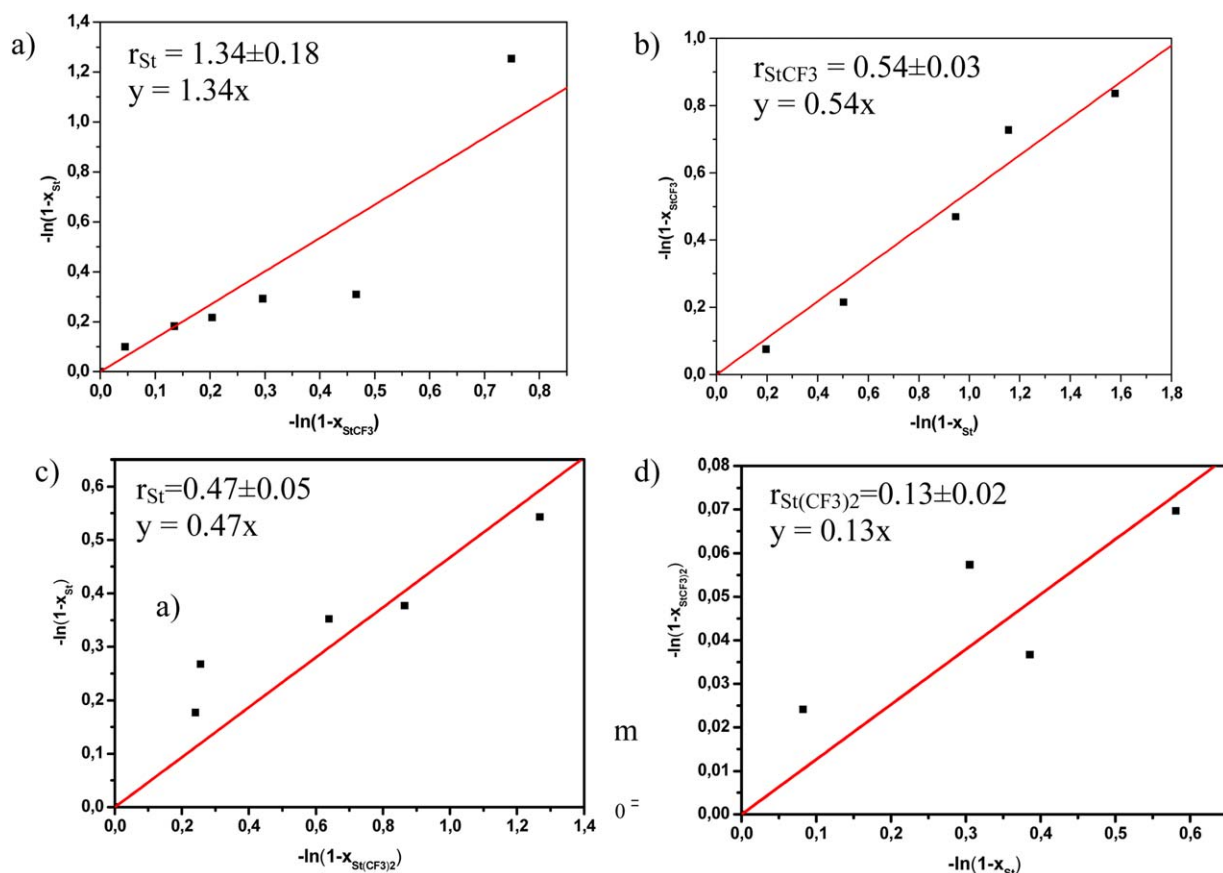 a)
r_St = 1.34±0.18
y = 1.34x
-ln(1-x_St)
1,4
1,2
1,0
0,8
0,6
0,4
0,2
0,0
0,0 0,1 0,2 0,3 0,4 0,5 0,6 0,7 0,8
-ln(1-x_StCF3)
b)
r_StCF3 = 0.54±0.03
y = 0.54x
-ln(1-x_StCF3)
1,0
0,8
0,6
0,4
0,2
0,0
0,0 0,2 0,4 0,6 0,8 1,0 1,2 1,4 1,6 1,8
-ln(1-x_St)
c)
r_St=0.47±0.05
y = 0.47x
a)
-ln(1-x_St)
0,6
0,5
0,4
0,3
0,2
0,1
0,0
0,0 0,2 0,4 0,6 0,8 1,0 1,2 1,4
-ln(1-x_St(CF3)2)
m
0 =
d)
r_St(CF3)2=0.13±0.02
y = 0.13x
-ln(1-x_StCF3)2)
0,08
0,07
0,06
0,05
0,04
0,03
0,02
0,01
0,00
0,0 0,1 0,3 0,4 0,5 0,6
-ln(1-x_St)